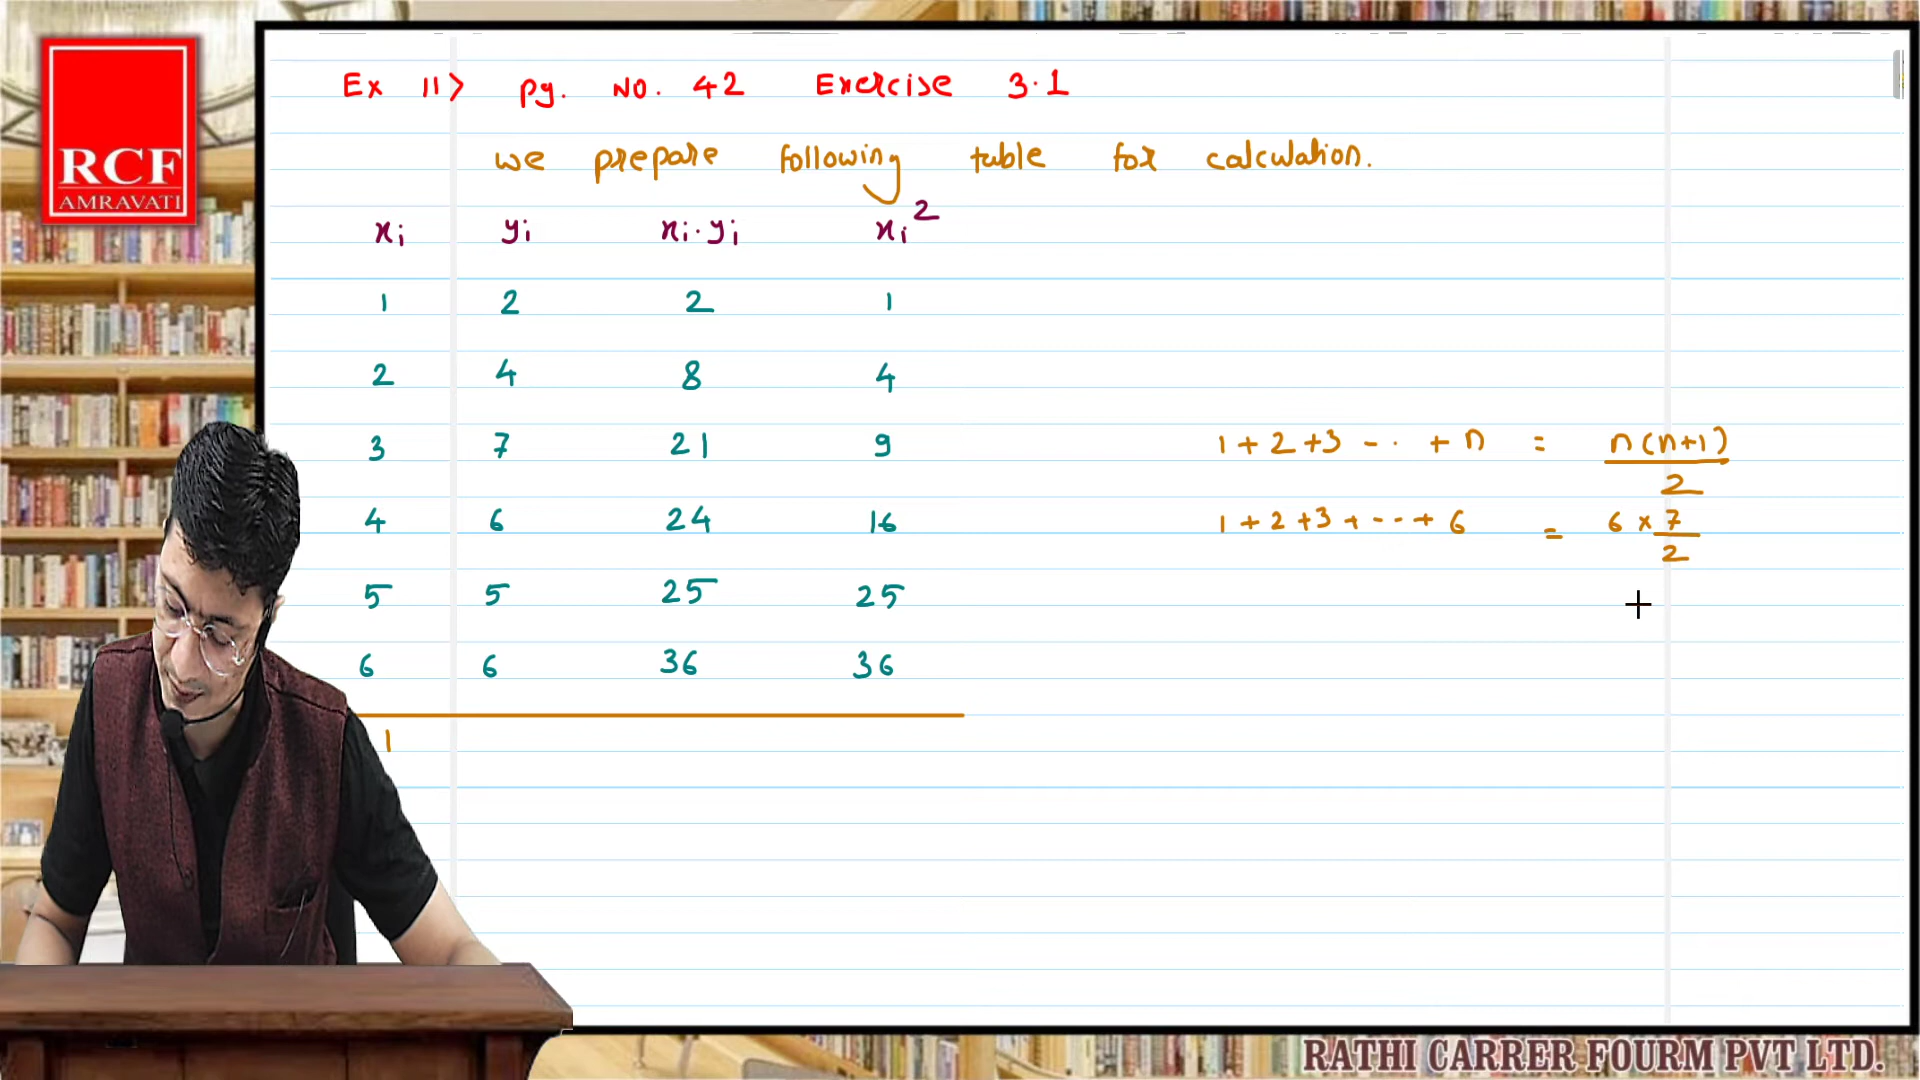 RCF
AMRAVATI
Ex 11> pg. No. 42 Exercise 3.1
we prepare following table for calculation.
xi yi xi.yi xi²
1 2 2 1
2 4 8 4
3 7 21 9
4 6 24 16
5 5 25 25
6 6 36 36
1
1 + 2 + 3 - .. + n = n(n+1)
2
1 + 2 + 3 + --- + 6 = 6 × 7
2
RATHI CARRER FOURM PVT LTD.